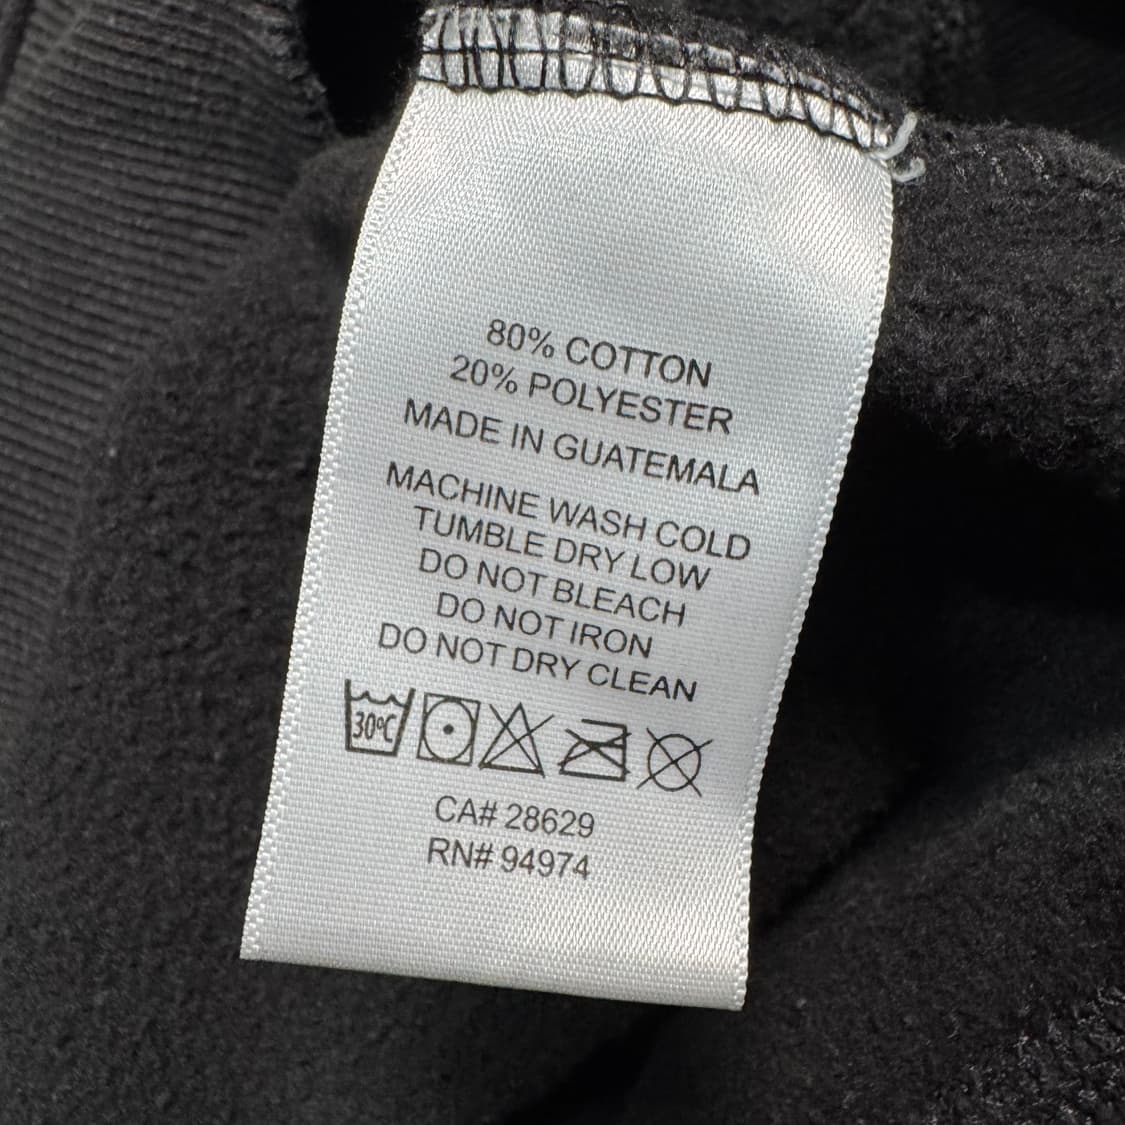 80% COTTON
20% POLYESTER
MADE IN GUATEMALA
MACHINE WASH COLD
TUMBLE DRY LOW
DO NOT BLEACH
DO NOT IRON
DO NOT DRY CLEAN
30°C
CA# 28629
RN# 94974